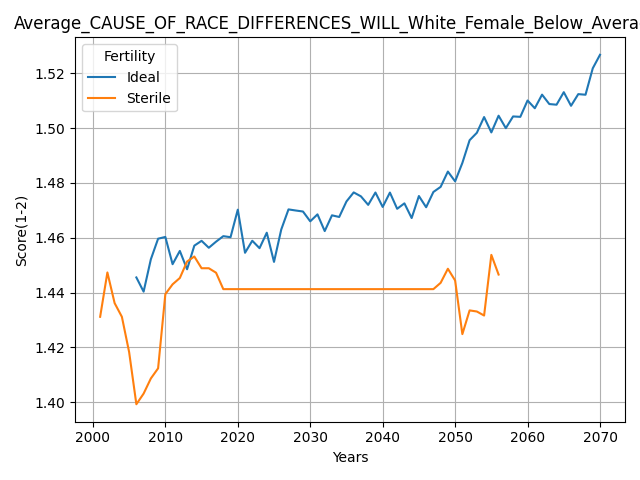 Average_CAUSE_OF_RACE_DIFFERENCES_WILL_White_Female_Below_Avera
Fertility
Ideal
Sterile
Score(1-2)
1.52
1.50
1.48
1.46
1.44
1.42
1.40
2000 2010 2020 2030 2040 2050 2060 2070
Years